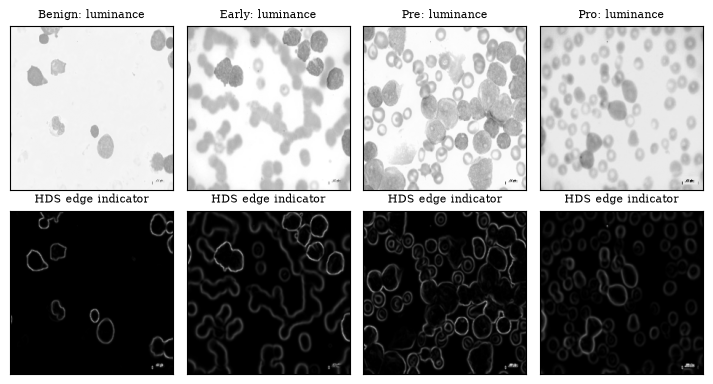 Benign: luminance
Early: luminance
Pre: luminance
Pro: luminance
HDS edge indicator
HDS edge indicator
HDS edge indicator
HDS edge indicator